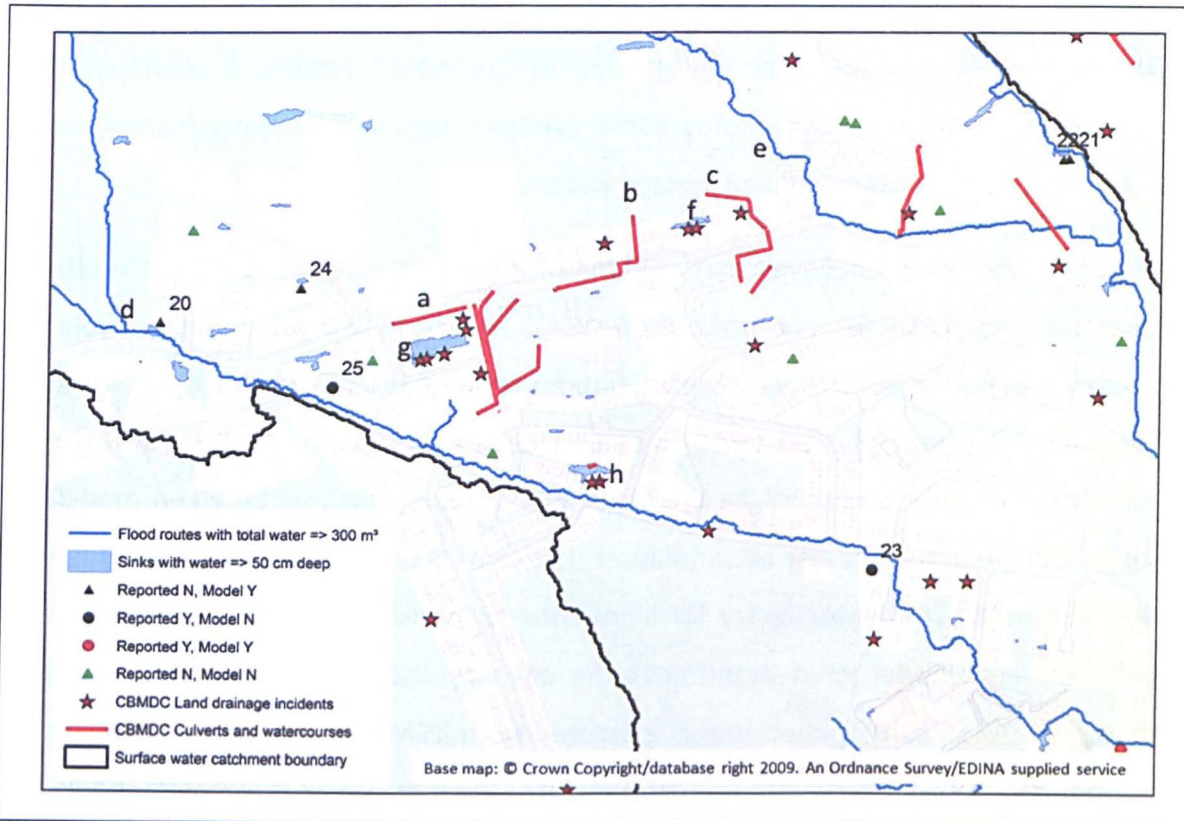 e
c
2221
b
f
24
a
d
20
g
25
h
23
Flood routes with total water => 300 m³
Sinks with water => 50 cm deep
Reported N, Model Y
Reported Y, Model N
Reported Y, Model Y
Reported N, Model N
CBMDC Land drainage incidents
CBMDC Culverts and watercourses
Surface water catchment boundary
Base map: © Crown Copyright/database right 2009. An Ordnance Survey/EDINA supplied service